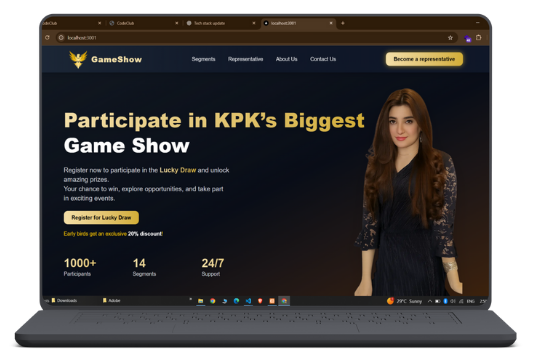 CodeClub
CodeClub
Tech stack update
localhost:3001
localhost:3001
GameShow
Segments
Representative
About Us
Contact Us
Become a representative
Participate in KPK's Biggest
Game Show
Register now to participate in the Lucky Draw and unlock
amazing prizes.
Your chance to win, explore opportunities, and take part
in exciting events.
Register for Lucky Draw
Early birds get an exclusive 20% discount!
1000+
14
24/7
Participants
Segments
Support
Downloads
Adobe
29°C Sunny
ENG